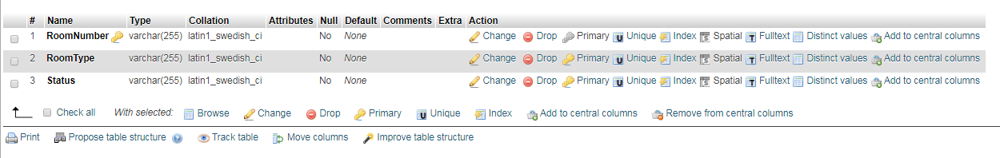 # Name Type Collation Attributes Null Default Comments Extra Action
1 RoomNumber varchar(255) latin1_swedish_ci No None Change Drop Primary Unique Index Spatial Fulltext Distinct values Add to central columns
2 RoomType varchar(255) latin1_swedish_ci No None Change Drop Primary Unique Index Spatial Fulltext Distinct values Add to central columns
3 Status varchar(255) latin1_swedish_ci No None Change Drop Primary Unique Index Spatial Fulltext Distinct values Add to central columns
Check all With selected: Browse Change Drop Primary Unique Index Add to central columns Remove from central columns
Print Propose table structure Track table Move columns Improve table structure